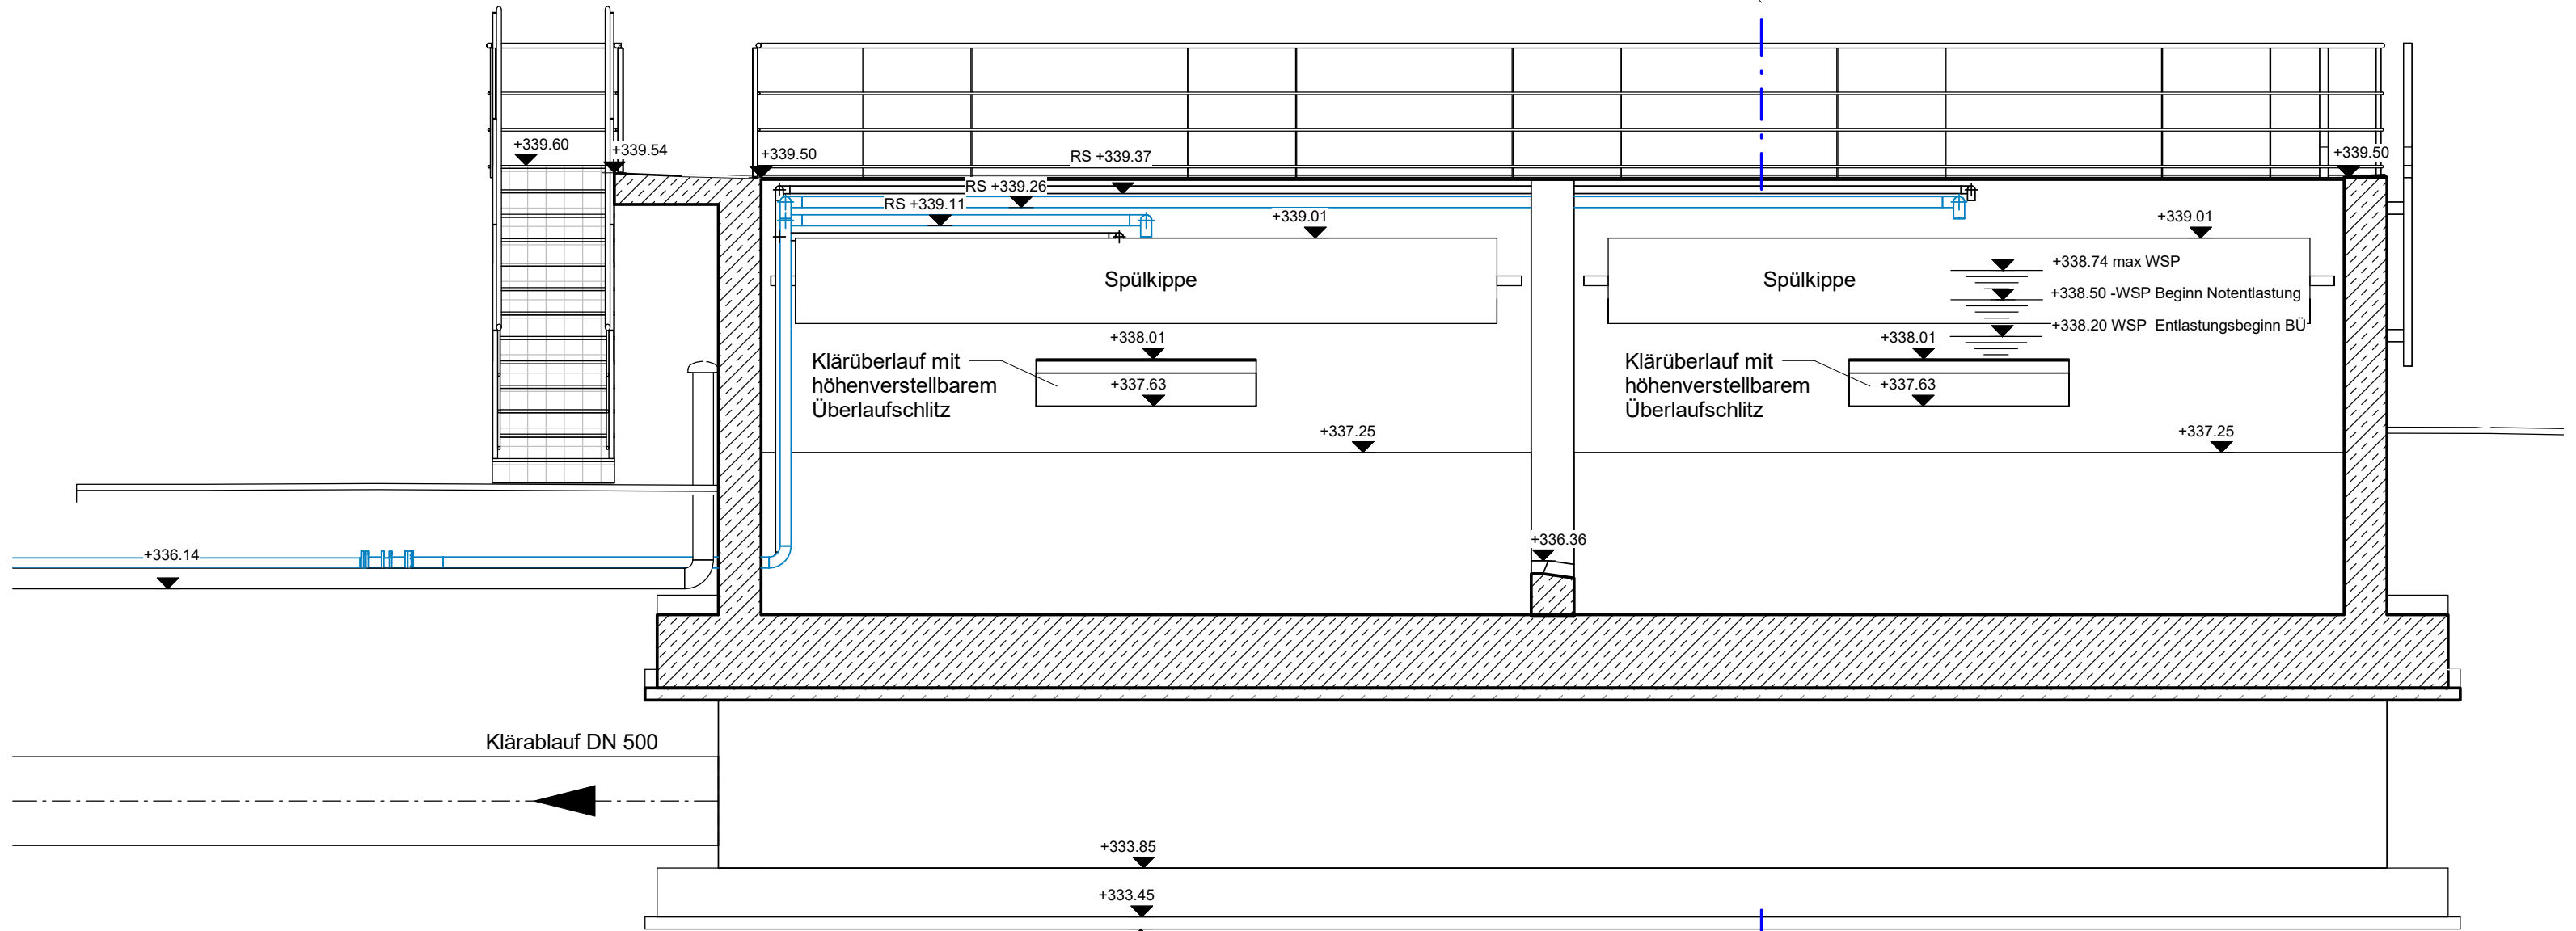 +339.60
+339.54
+339.50
RS +339.37
+339.50
RS +339.26
RS +339.11
+339.01
+339.01
Spülkippe
Spülkippe
+338.74 max WSP
+338.50 -WSP Beginn Notentlastung
+338.20 WSP Entlastungsbeginn BÜ
+338.01
+338.01
Klärüberlauf mit
höhenverstellbarem
Überlaufschlitz
+337.63
Klärüberlauf mit
höhenverstellbarem
Überlaufschlitz
+337.63
+337.25
+337.25
+336.14
+336.36
Klärablauf DN 500
+333.85
+333.45